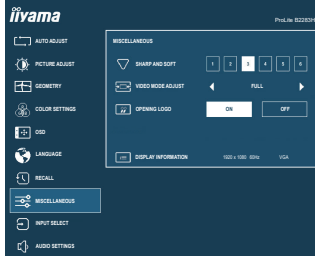 iiyama
ProLite B2283H
AUTO ADJUST
MISCELLANEOUS
PICTURE ADJUST
SHARP AND SOFT 1 2 3 4 5 6
GEOMETRY
VIDEO MODE ADJUST FULL
COLOR SETTINGS
OPENING LOGO ON OFF
OSD
LANGUAGE
DISPLAY INFORMATION 1920 x 1080 60Hz VGA
RECALL
MISCELLANEOUS
INPUT SELECT
AUDIO SETTINGS